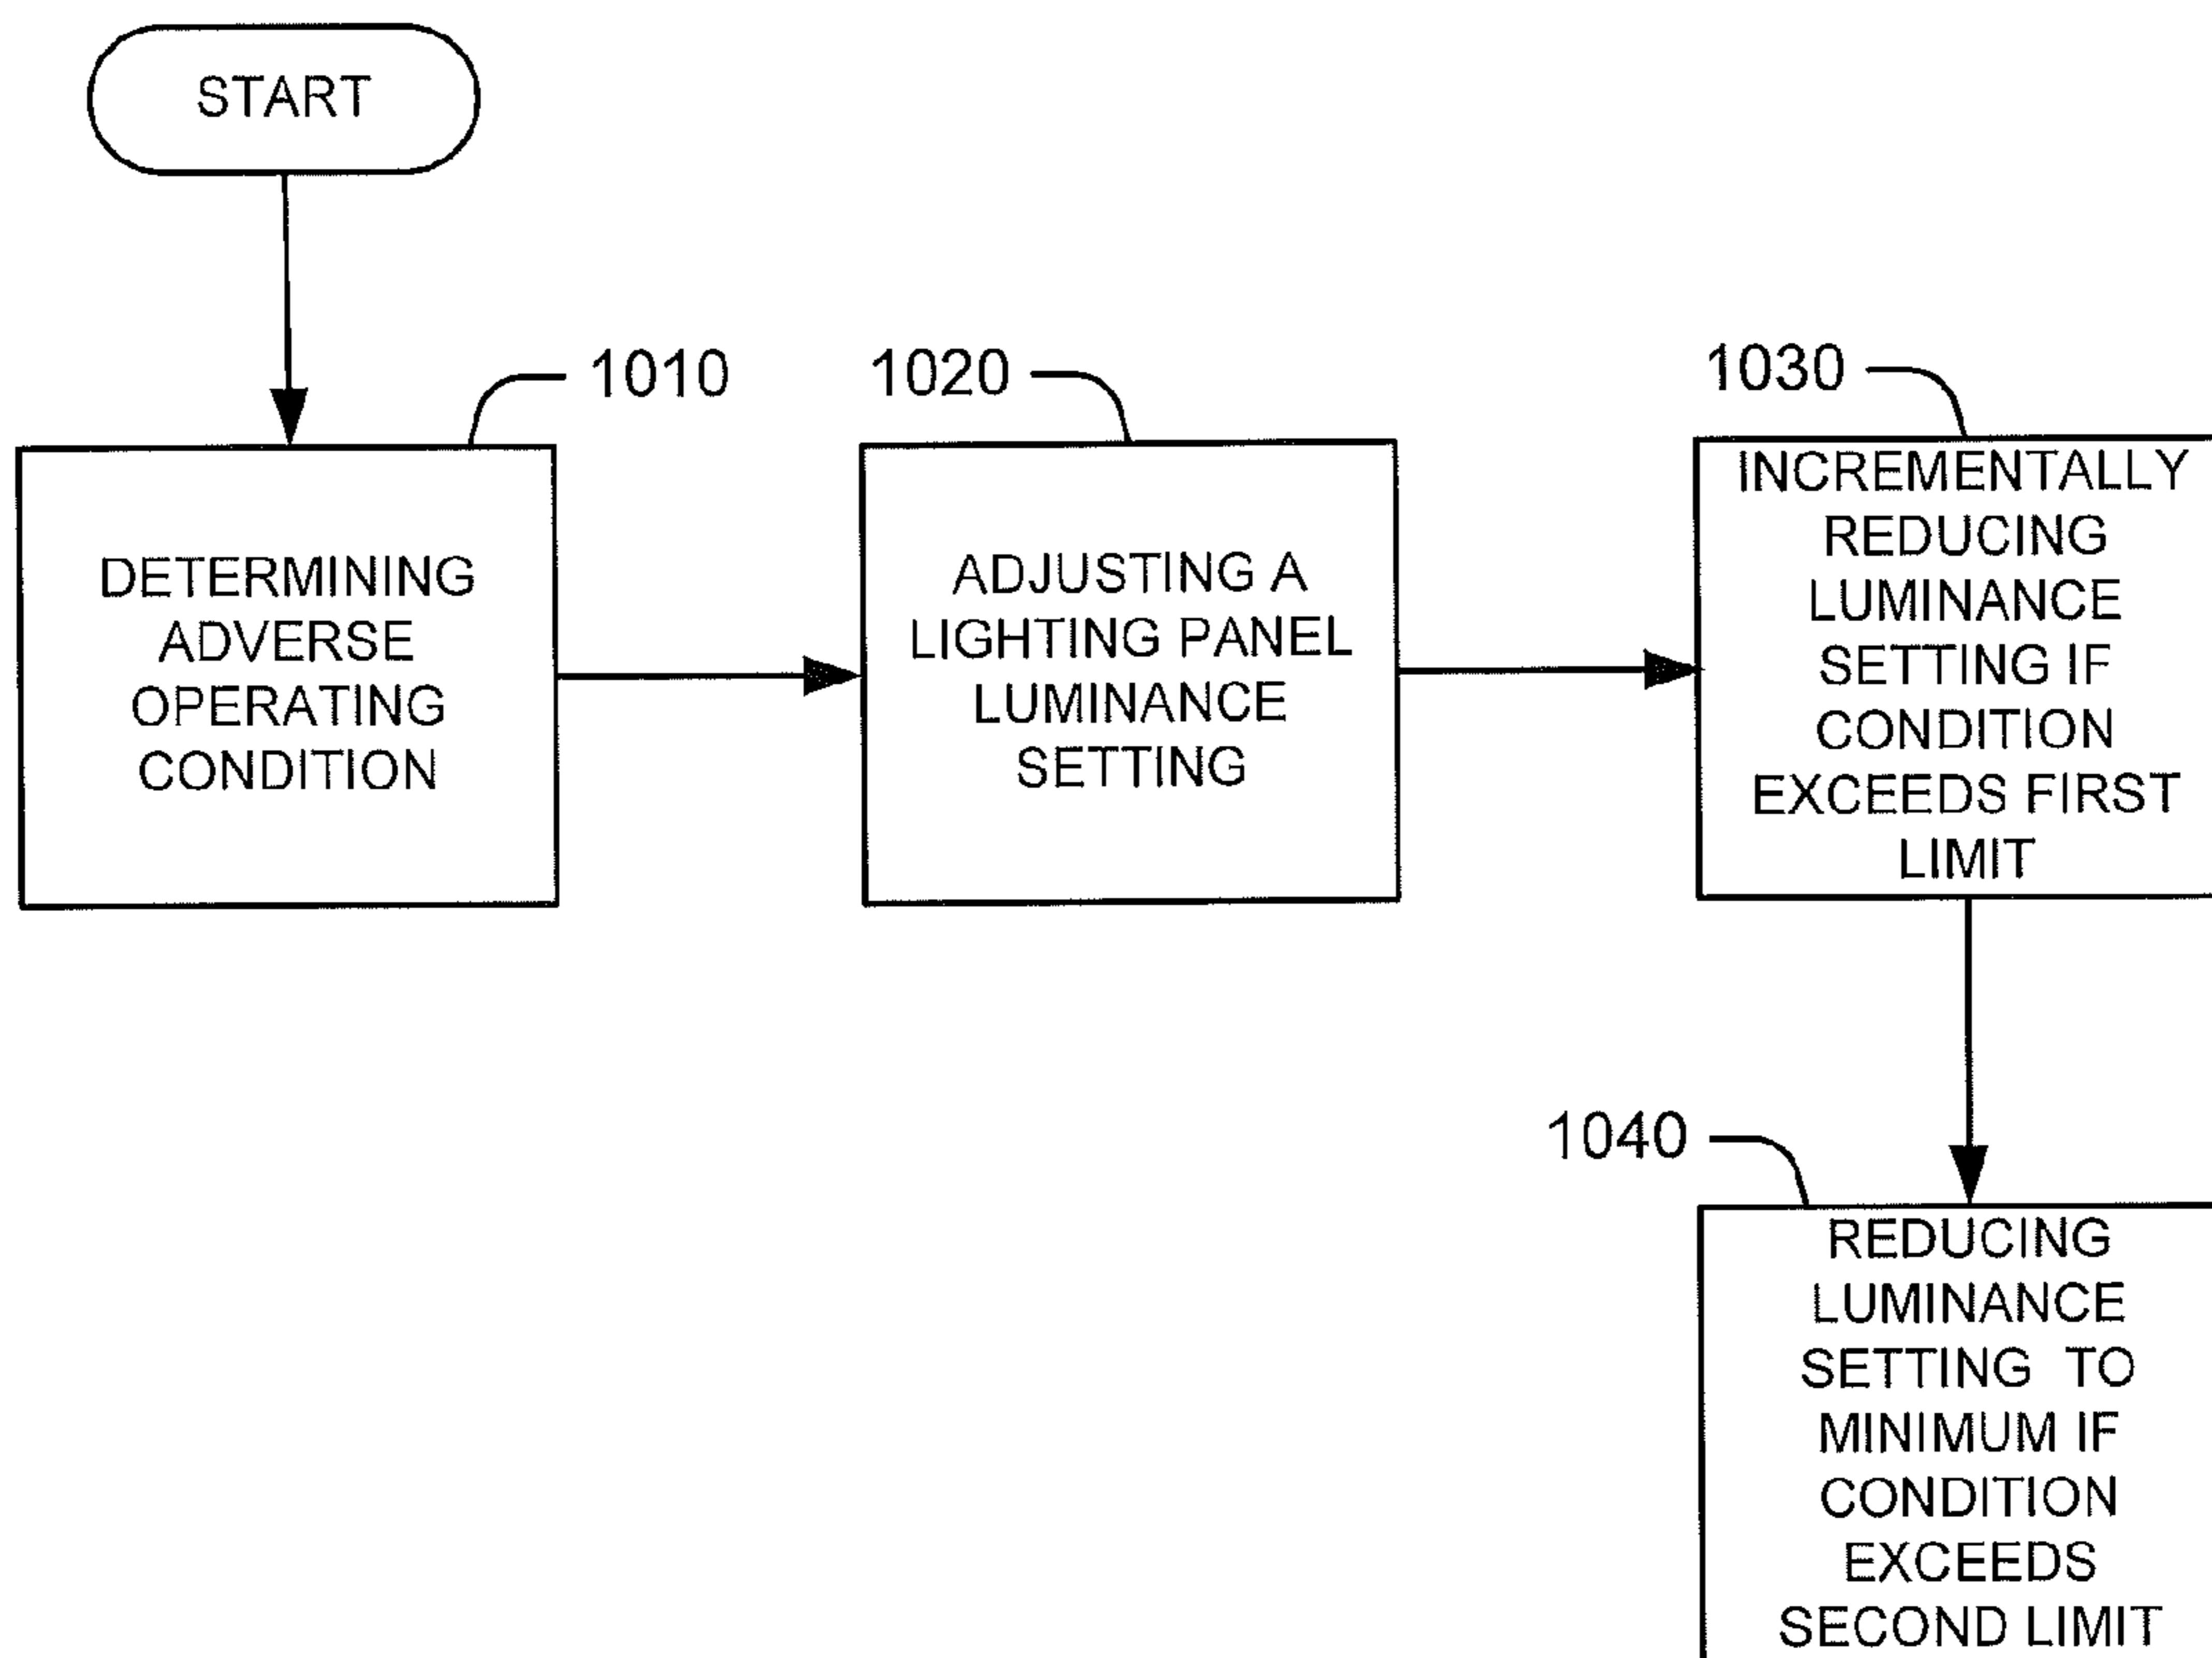 START
1010
DETERMINING
ADVERSE
OPERATING
CONDITION
1020
ADJUSTING A
LIGHTING PANEL
LUMINANCE
SETTING
1030
INCREMENTALLY
REDUCING
LUMINANCE
SETTING IF
CONDITION
EXCEEDS FIRST
LIMIT
1040
REDUCING
LUMINANCE
SETTING TO
MINIMUM IF
CONDITION
EXCEEDS
SECOND LIMIT